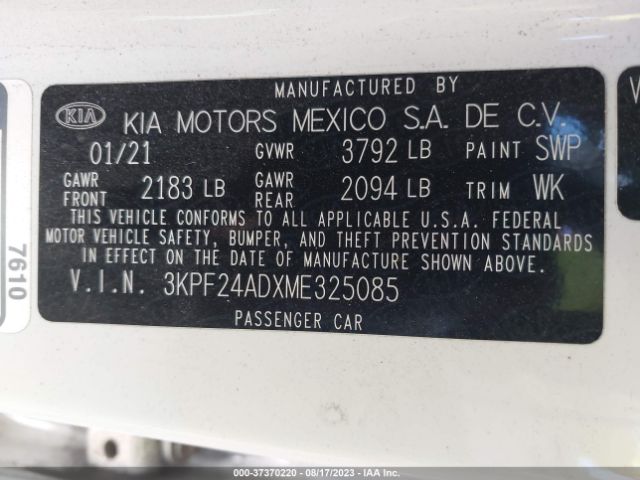 MANUFACTURED BY
KIA KIA MOTORS MEXICO S.A. DE C.V
01/21 GVWR 3792 LB PAINT SWP
GAWR FRONT 2183 LB GAWR REAR 2094 LB TRIM WK
THIS VEHICLE CONFORMS TO ALL APPLICABLE U.S.A. FEDERAL
MOTOR VEHICLE SAFETY, BUMPER, AND THEFT PREVENTION STANDARDS
IN EFFECT ON THE DATE OF MANUFACTURE SHOWN ABOVE.
V.I.N. 3KPF24ADXME325085
PASSENGER CAR
7610
V
000-37370220 - 08/17/2023 - IAA Inc.